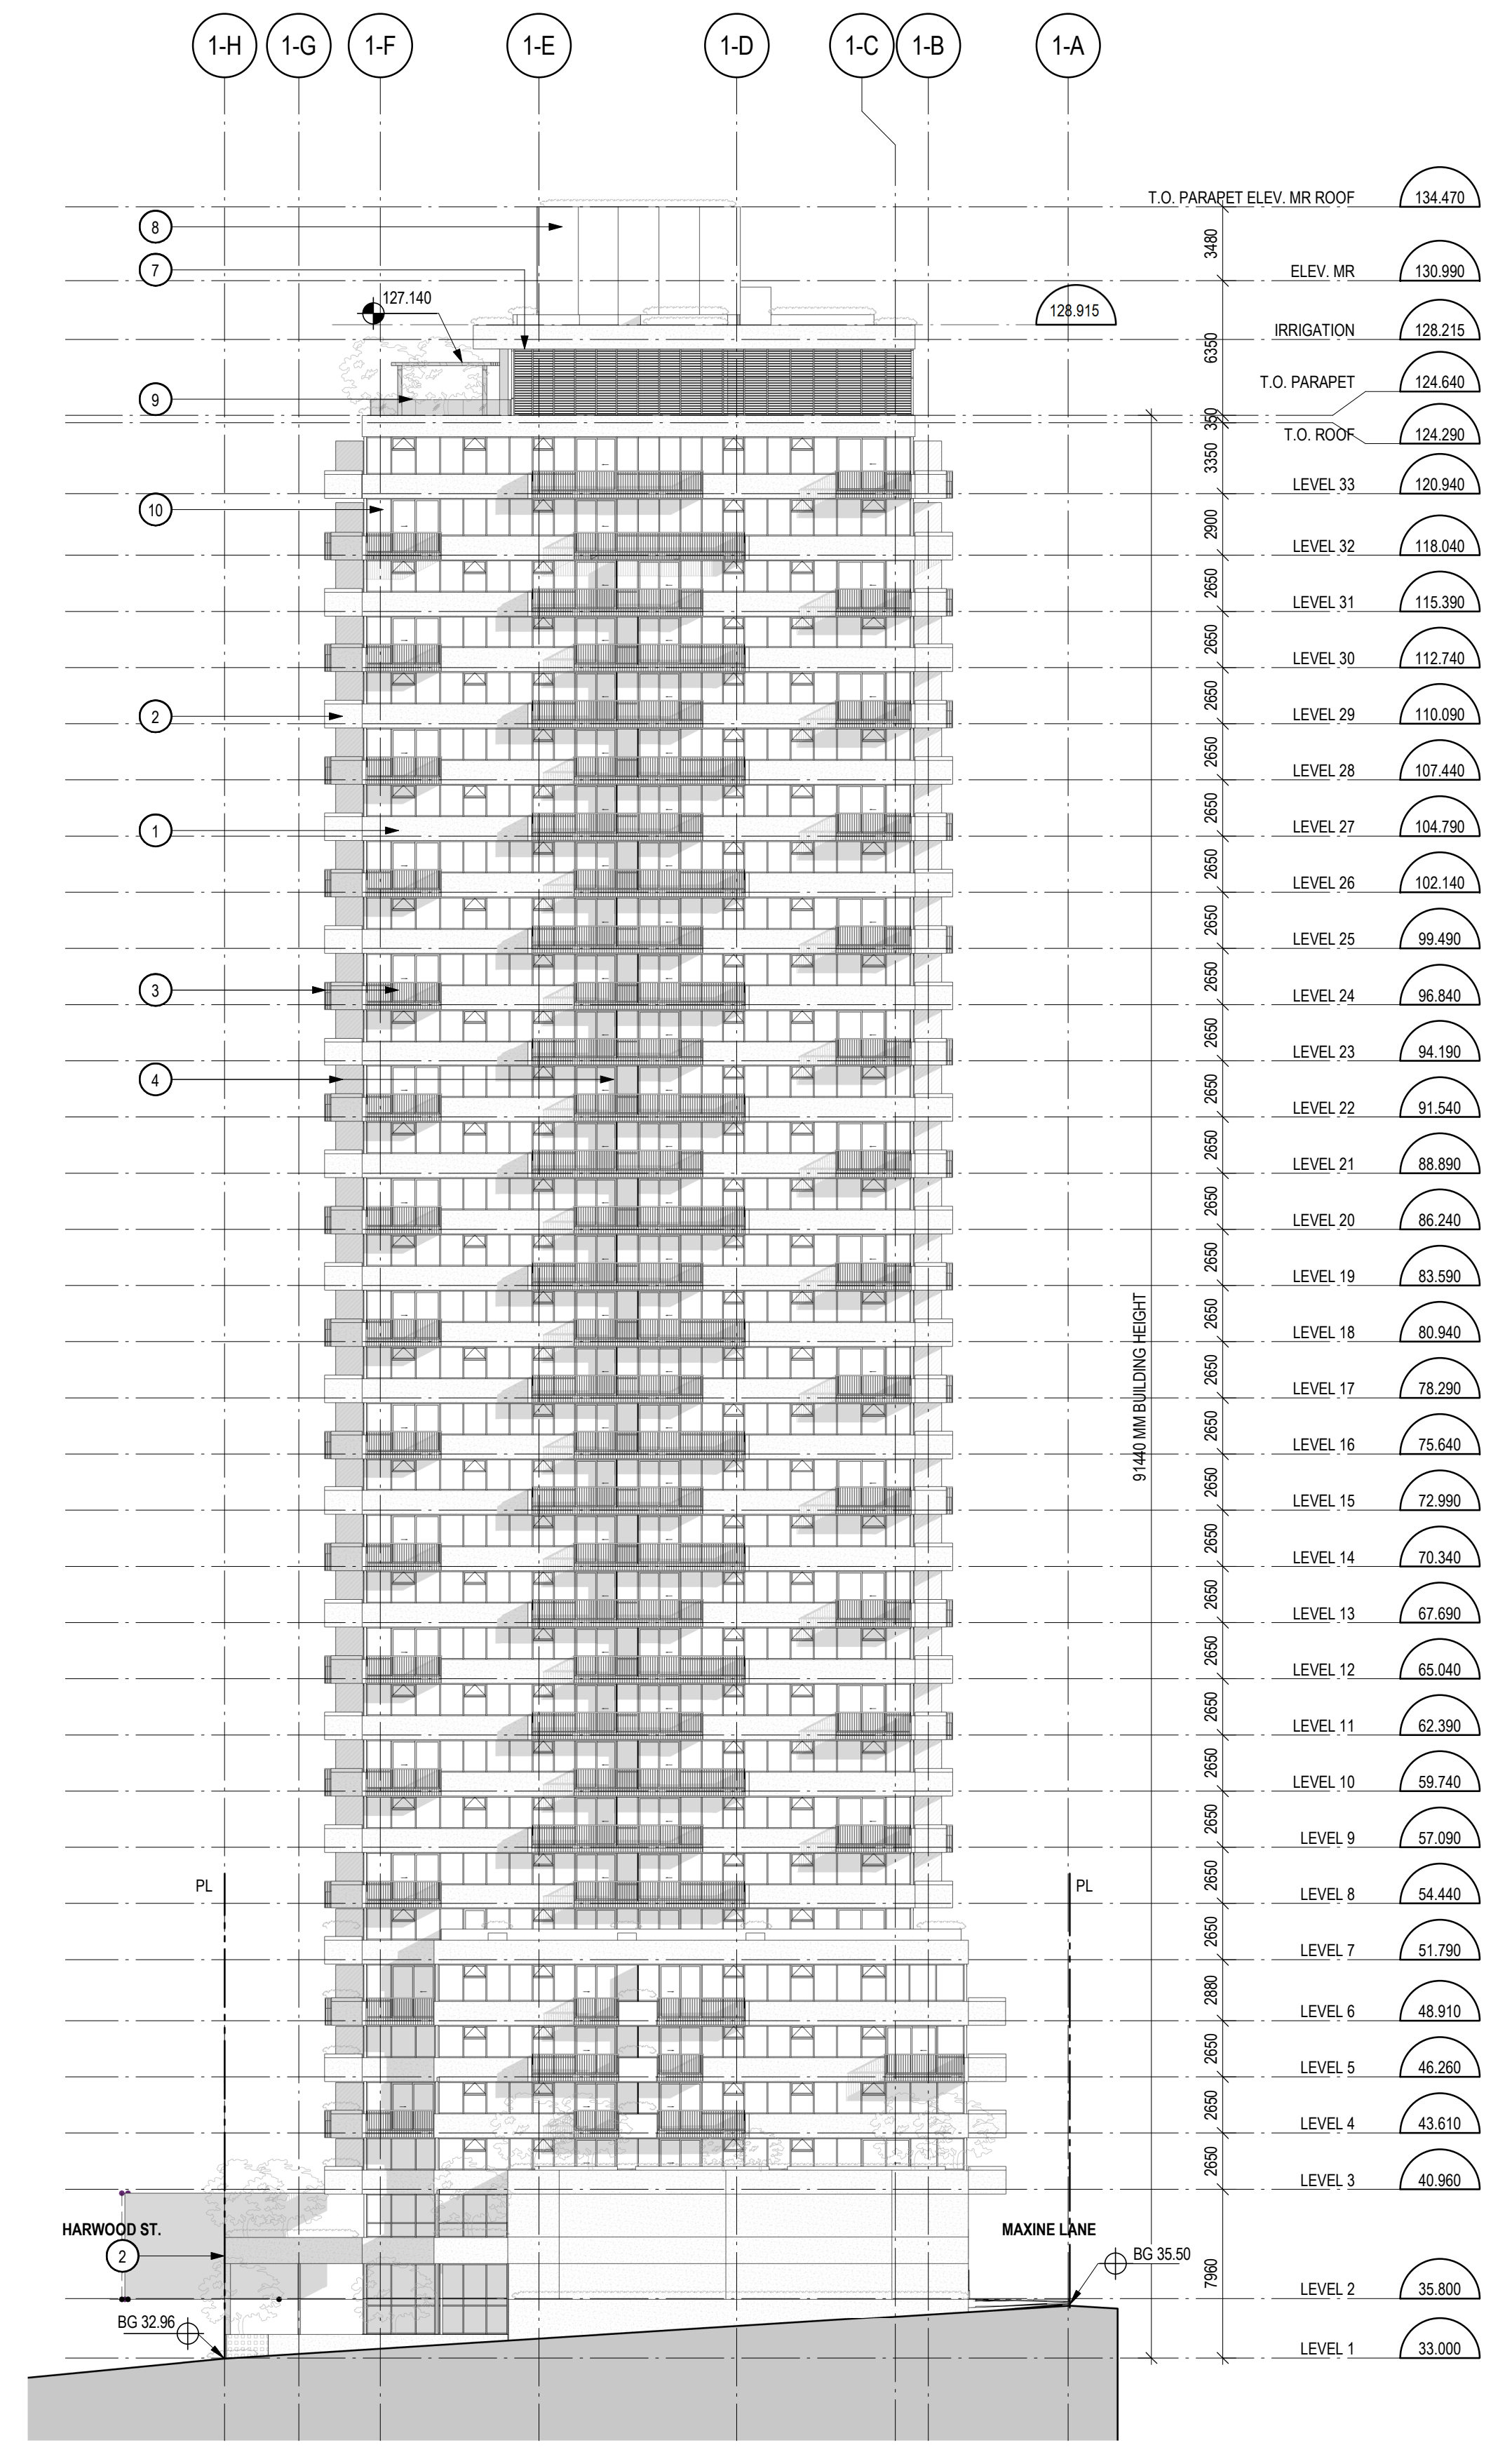 1-H 1-G 1-F 1-E 1-D 1-C 1-B 1-A
T.O. PARAPET ELEV. MR ROOF 134.470
8
3480
7
ELEV. MR 130.990
127.140
128.915
IRRIGATION 128.215
6350
T.O. PARAPET 124.640
9
350
T.O. ROOF 124.290
3350
LEVEL 33 120.940
10
2900
LEVEL 32 118.040
2650
LEVEL 31 115.390
2650
LEVEL 30 112.740
2650
2
LEVEL 29 110.090
2650
LEVEL 28 107.440
2650
1
LEVEL 27 104.790
2650
LEVEL 26 102.140
2650
LEVEL 25 99.490
2650
3
LEVEL 24 96.840
2650
LEVEL 23 94.190
4
2650
LEVEL 22 91.540
2650
LEVEL 21 88.890
2650
LEVEL 20 86.240
2650
LEVEL 19 83.590
2650
LEVEL 18 80.940
91440 MM BUILDING HEIGHT
2650
LEVEL 17 78.290
2650
LEVEL 16 75.640
2650
LEVEL 15 72.990
2650
LEVEL 14 70.340
2650
LEVEL 13 67.690
2650
LEVEL 12 65.040
2650
LEVEL 11 62.390
2650
LEVEL 10 59.740
2650
LEVEL 9 57.090
2650
PL PL
LEVEL 8 54.440
2650
LEVEL 7 51.790
2880
LEVEL 6 48.910
2650
LEVEL 5 46.260
2650
LEVEL 4 43.610
2650
LEVEL 3 40.960
HARWOOD ST. MAXINE LANE
2
BG 35.50
7960
LEVEL 2 35.800
BG 32.96
LEVEL 1 33.000